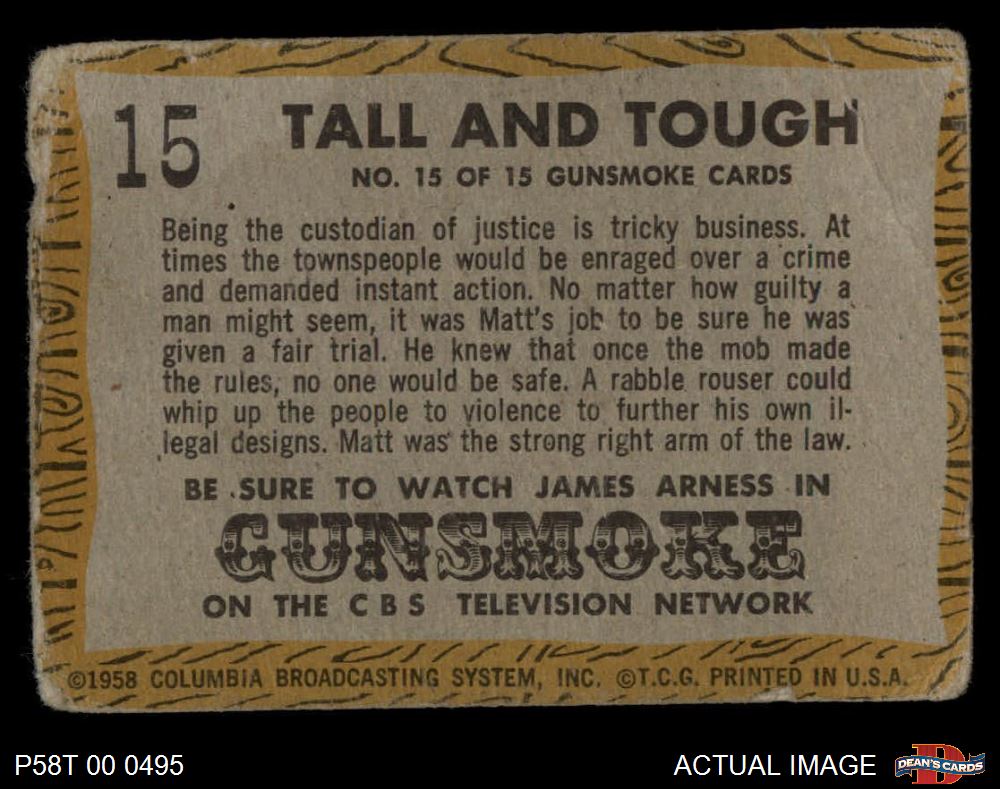 15
TALL AND TOUGH
NO. 15 OF 15 GUNSMOKE CARDS
Being the custodian of justice is tricky business. At
times the townspeople would be enraged over a crime
and demanded instant action. No matter how guilty a
man might seem, it was Matt's job to be sure he was
given a fair trial. He knew that once the mob made
the rules, no one would be safe. A rabble rouser could
whip up the people to violence to further his own il-
legal designs. Matt was the strong right arm of the law.
BE SURE TO WATCH JAMES ARNESS IN
GUNSMOKE
ON THE CBS TELEVISION NETWORK
©1958 COLUMBIA BROADCASTING SYSTEM, INC. ©T.C.G. PRINTED IN U.S.A.
P58T 00 0495
ACTUAL IMAGE
D
DEAN'S CARDS